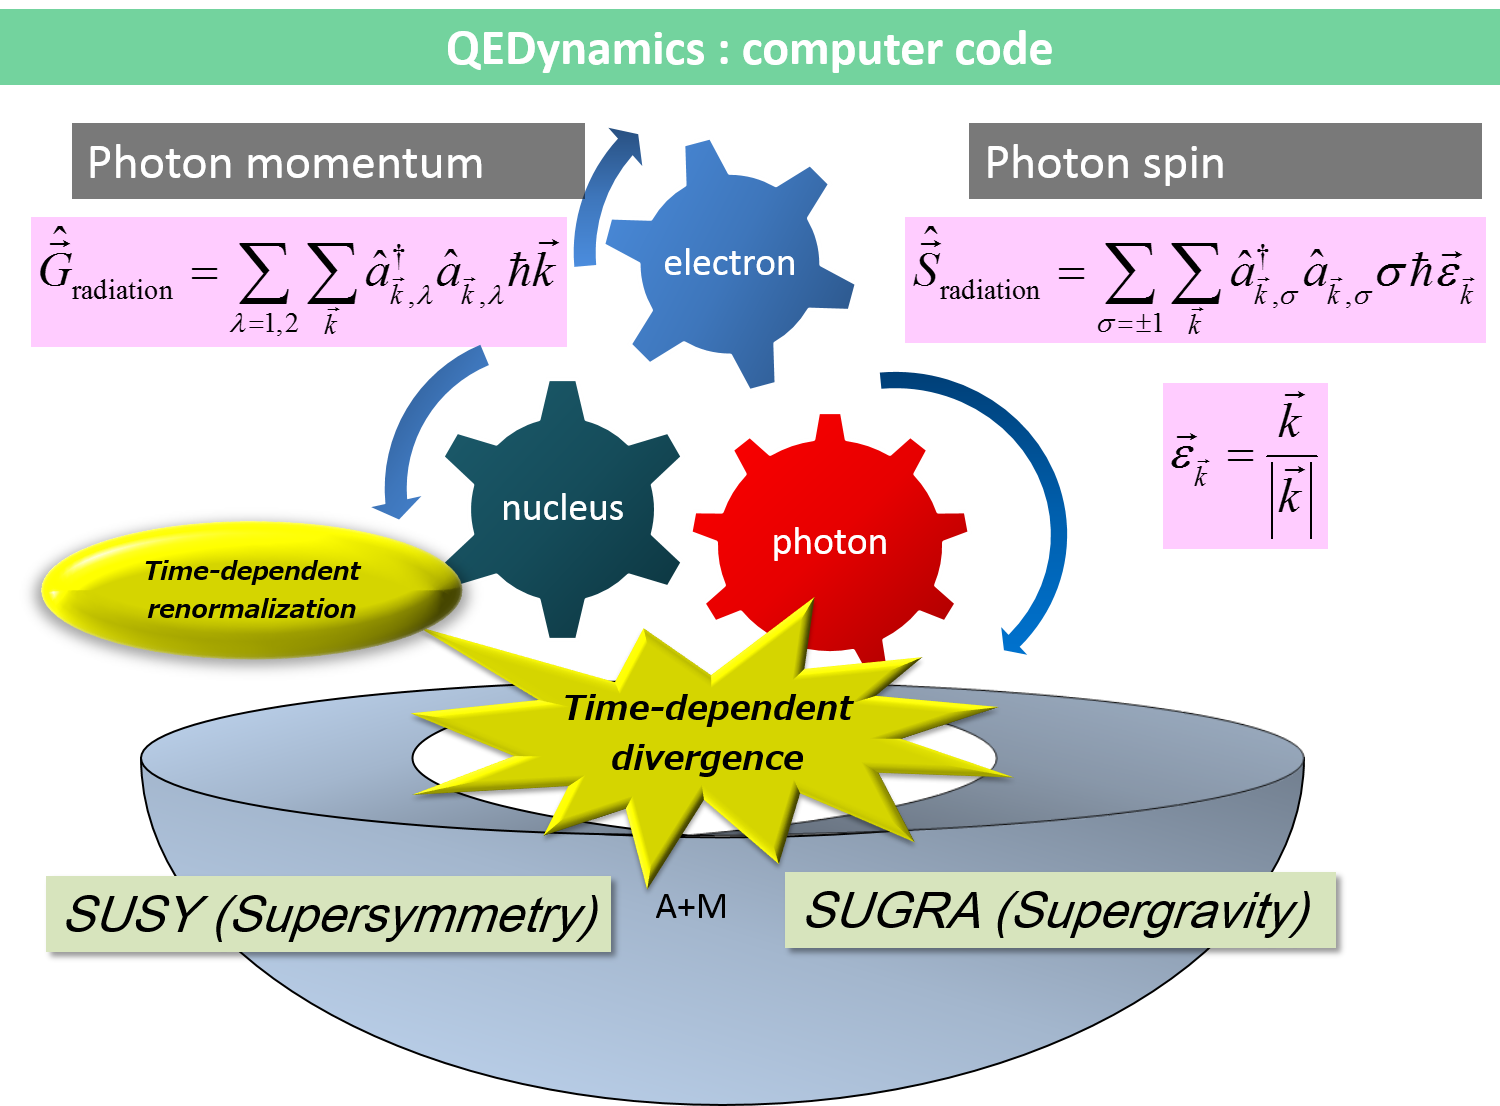 QEDynamics : computer code
Photon momentum
Photon spin
$\hat{\vec{G}}_{\text{radiation}} = \sum_{\lambda=1,2} \sum_{\vec{k}} \hat{a}^{\dagger}_{\vec{k},\lambda} \hat{a}_{\vec{k},\lambda} \hbar \vec{k}$
$\hat{\vec{S}}_{\text{radiation}} = \sum_{\sigma=\pm 1} \sum_{\vec{k}} \hat{a}^{\dagger}_{\vec{k},\sigma} \hat{a}_{\vec{k},\sigma} \sigma \hbar \vec{\varepsilon}_{\vec{k}}$
electron
$\vec{\varepsilon}_{\vec{k}} = \frac{\vec{k}}{|\vec{k}|}$
nucleus
photon
Time-dependent
renormalization
Time-dependent
divergence
SUSY (Supersymmetry)
A+M
SUGRA (Supergravity)